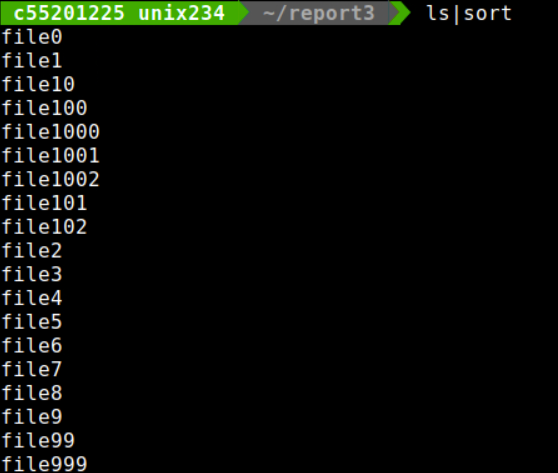 c55201225 unix234 ~/report3 ls|sort
file0
file1
file10
file100
file1000
file1001
file1002
file101
file102
file2
file3
file4
file5
file6
file7
file8
file9
file99
file999